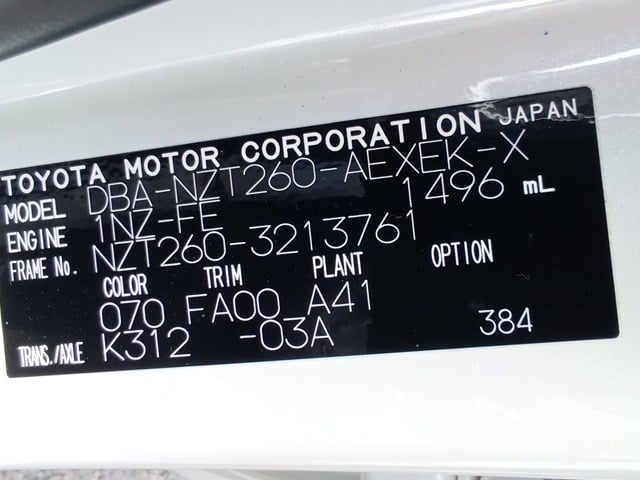 TOYOTA MOTOR CORPORATION JAPAN
MODEL DBA-NZT260-AEXEK-X
ENGINE 1NZ-FE 1496 mL
FRAME No. NZT260-3213761
COLOR TRIM PLANT OPTION
070 FA00 A41
TRANS./AXLE K312 -03A 384